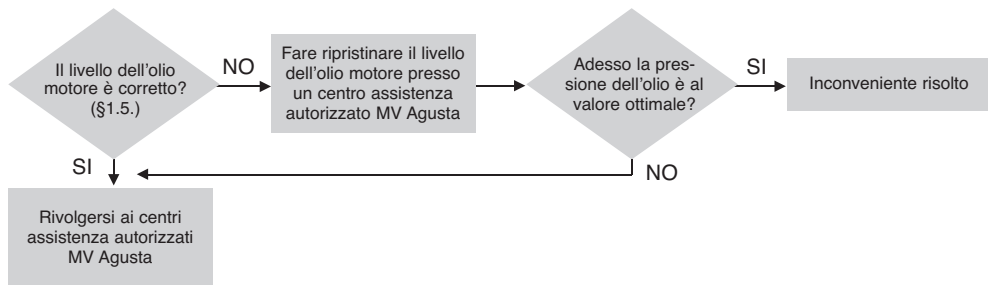 Il livello dell'olio
motore è corretto?
(§1.5.)
NO
Fare ripristinare il livello
dell'olio motore presso
un centro assistenza
autorizzato MV Agusta
Adesso la pres-
sione dell'olio è al
valore ottimale?
SI
Inconveniente risolto
SI
NO
Rivolgersi ai centri
assistenza autorizzati
MV Agusta